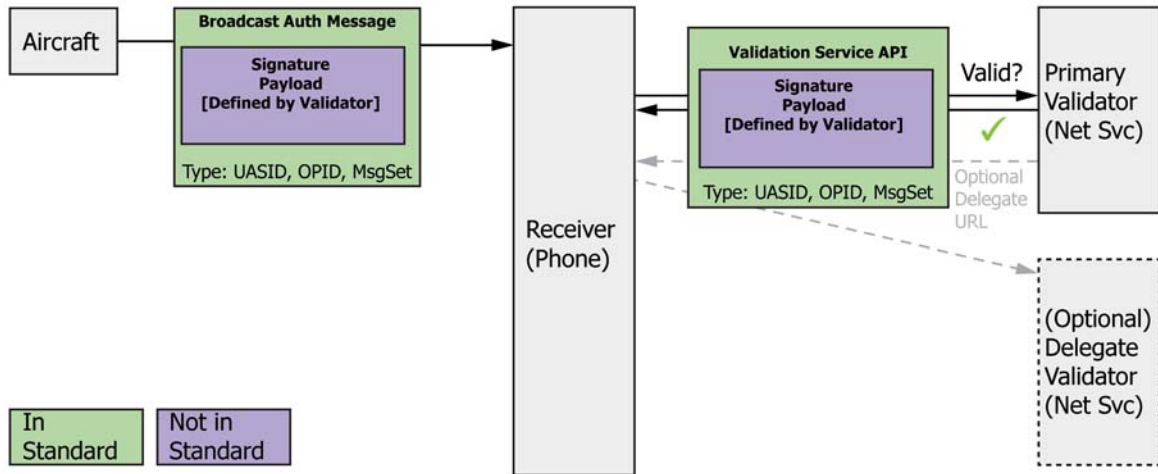 Aircraft
Broadcast Auth Message
Signature
Payload
[Defined by Validator]
Type: UASID, OPID, MsgSet
Receiver
(Phone)
Validation Service API
Signature
Payload
[Defined by Validator]
Type: UASID, OPID, MsgSet
Valid?
Optional
Delegate
URL
Primary
Validator
(Net Svc)
(Optional)
Delegate
Validator
(Net Svc)
In
Standard
Not in
Standard